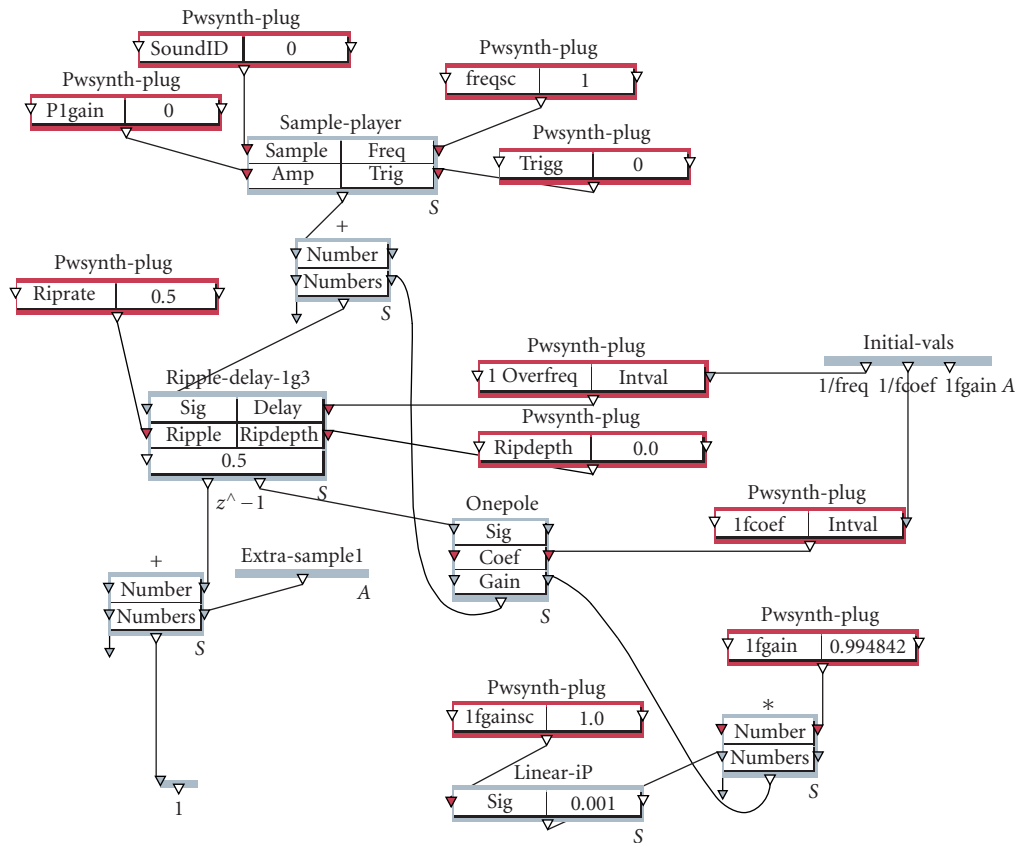 Pwsynth-plug
SoundID 0
Pwsynth-plug
freqsc 1
Pwsynth-plug
P1gain 0
Sample-player
Sample Freq
Amp Trig
S
Pwsynth-plug
Trigg 0
+
Number
Numbers
S
Pwsynth-plug
Riprate 0.5
Pwsynth-plug
1 Overfreq Intval
Initial-vals
1/freq 1/fcoef 1fgain A
Ripple-delay-1g3
Sig Delay
Ripple Ripdepth
0.5
S
z^ −1
Pwsynth-plug
Ripdepth 0.0
Pwsynth-plug
1fcoef Intval
Onepole
Sig
Coef
Gain
S
+
Number
Numbers
S
Extra-sample1
A
Pwsynth-plug
1fgain 0.994842
Pwsynth-plug
1fgainsc 1.0
*
Number
Numbers
S
Linear-iP
Sig 0.001
S
1